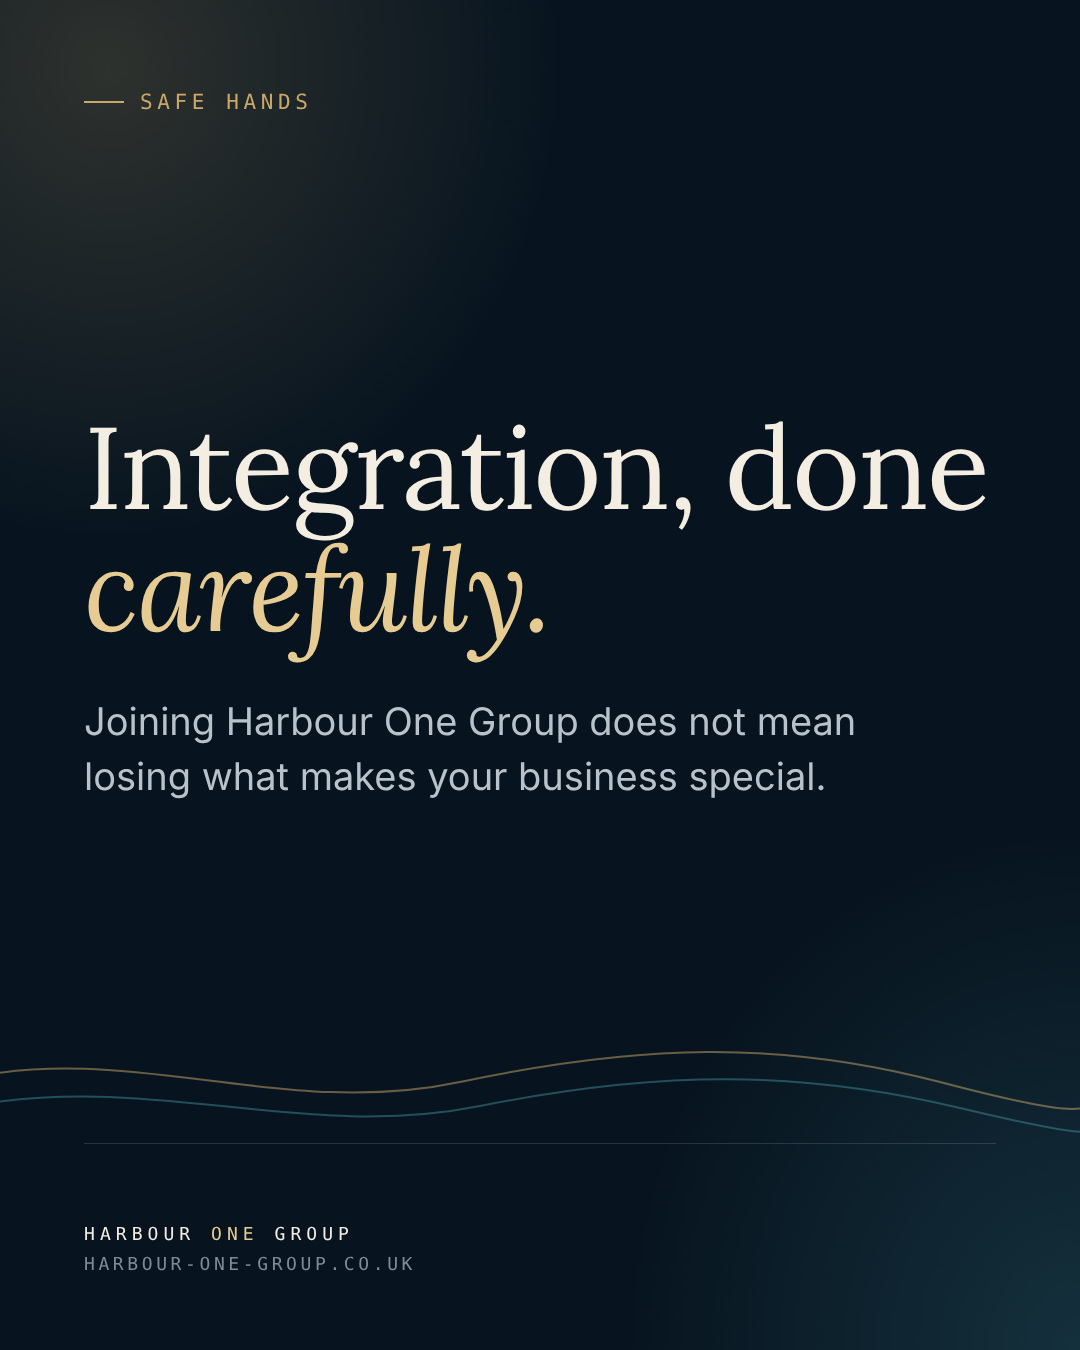 SAFE HANDS
Integration, done
carefully.
Joining Harbour One Group does not mean
losing what makes your business special.
HARBOUR ONE GROUP
HARBOUR-ONE-GROUP.CO.UK